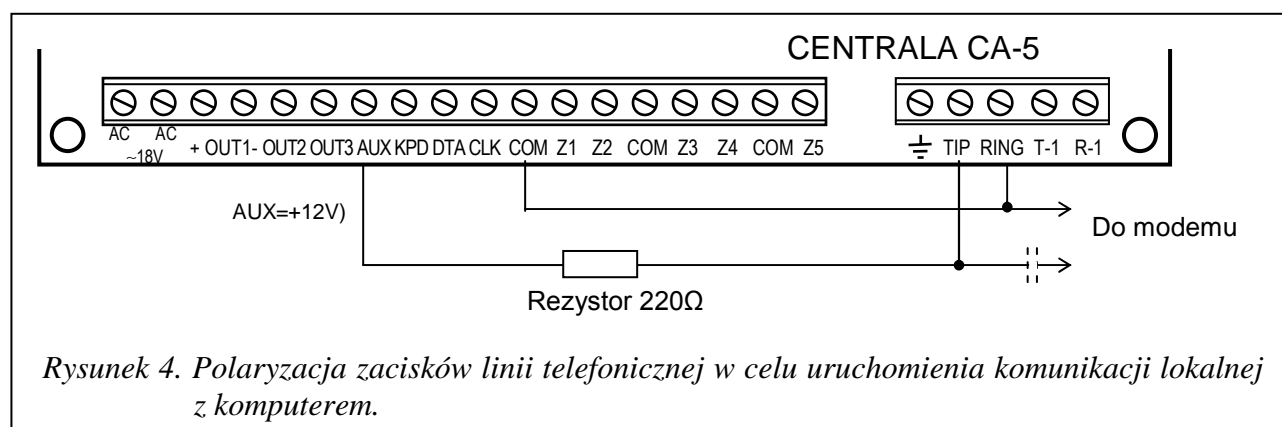 CENTRALA CA-5
AC AC + OUT1- OUT2 OUT3 AUX KPD DTA CLK COM Z1 Z2 COM Z3 Z4 COM Z5 TIP RING T-1 R-1
~18V
AUX=+12V)
Do modemu
Rezystor 220Ω
Rysunek 4. Polaryzacja zacisków linii telefonicznej w celu uruchomienia komunikacji lokalnej
z komputerem.